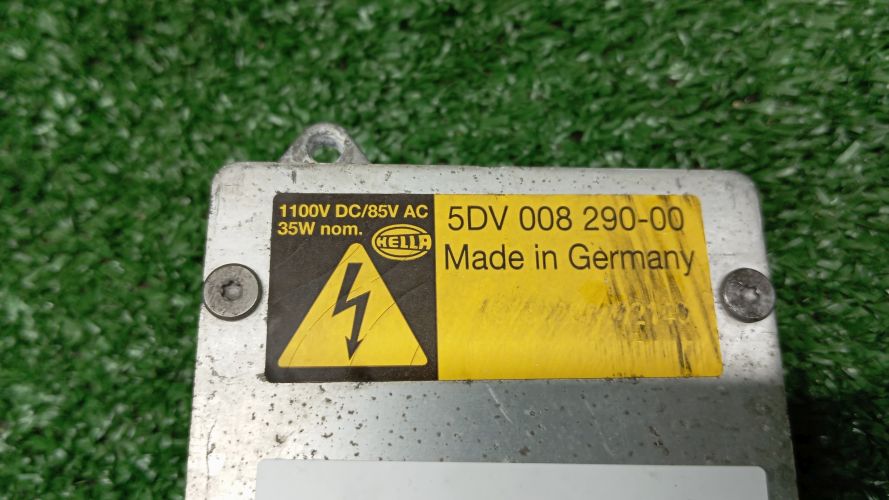 1100V DC/85V AC
35W nom.
HELLA
5DV 008 290-00
Made in Germany